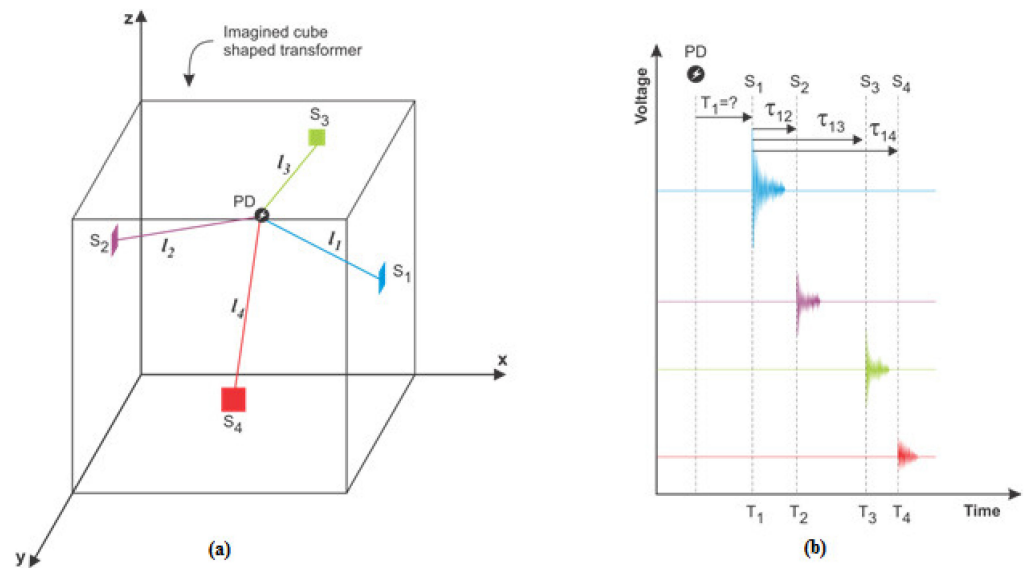 z
Imagined cube
shaped transformer
S3
l3
PD
S2
l2
l1
S1
l4
x
S4
y
(a)
Voltage
PD
S1 S2 S3 S4
T1=?
τ12
τ13
τ14
T1 T2 T3 T4 Time
(b)